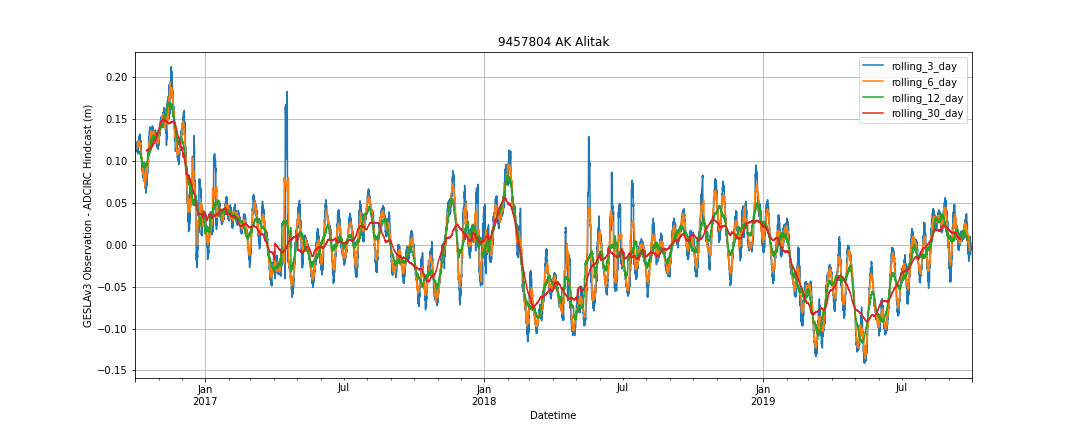 9457804 AK Alitak
rolling_3_day
rolling_6_day
rolling_12_day
rolling_30_day
GESLAv3 Observation - ADCIRC Hindcast (m)
0.20
0.15
0.10
0.05
0.00
−0.05
−0.10
−0.15
Jan Jul Jan Jul Jan Jul
2017 2018 2019
Datetime